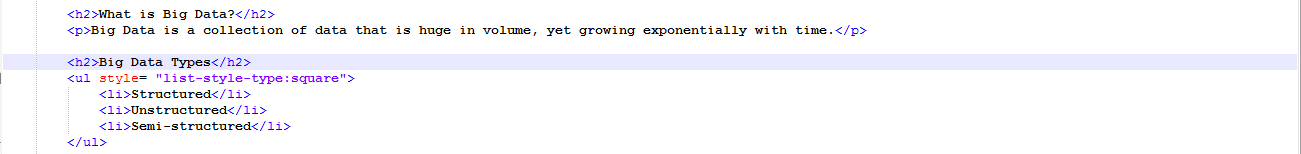 <h2>What is Big Data?</h2>
<p>Big Data is a collection of data that is huge in volume, yet growing exponentially with time.</p>
<h2>Big Data Types</h2>
<ul style= "list-style-type:square">
<li>Structured</li>
<li>Unstructured</li>
<li>Semi-structured</li>
</ul>